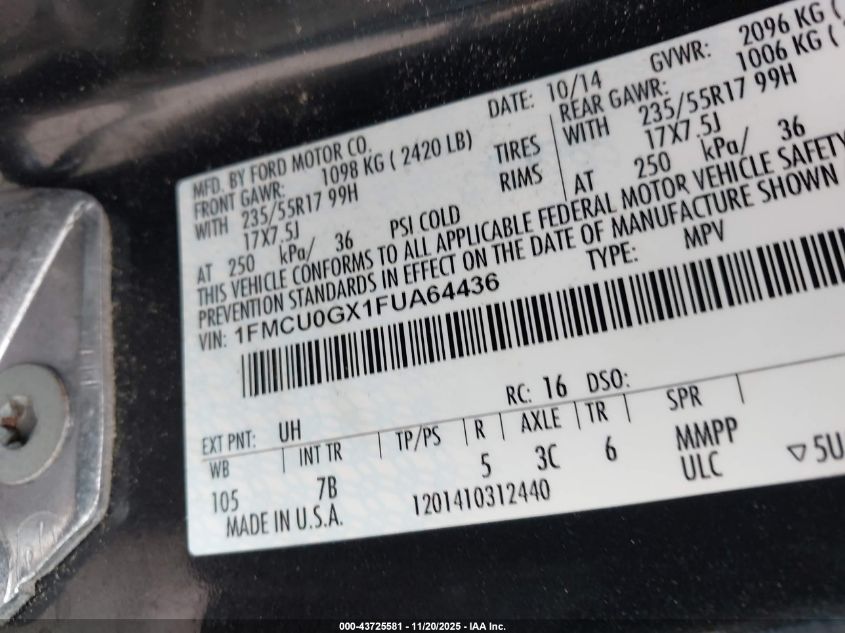 MFD. BY FORD MOTOR CO. DATE: 10/14 GVWR: 2096 KG (
FRONT GAWR: 1098 KG ( 2420 LB) REAR GAWR: 1006 KG (
WITH 235/55R17 99H TIRES WITH 235/55R17 99H
17X7.5J RIMS 17X7.5J
AT 250 kPa/ 36 PSI COLD AT 250 kPa/ 36
THIS VEHICLE CONFORMS TO ALL APPLICABLE FEDERAL MOTOR VEHICLE SAFETY
PREVENTION STANDARDS IN EFFECT ON THE DATE OF MANUFACTURE SHOWN
VIN: 1FMCU0GX1FUA64436 TYPE: MPV
RC: 16 DSO:
EXT PNT: UH
WB INT TR TP/PS R AXLE TR SPR
105 7B 5 3C 6 MMPP
ULC ▽5U
MADE IN U.S.A. 1201410312440
000-43725581 - 11/20/2025 - IAA Inc.